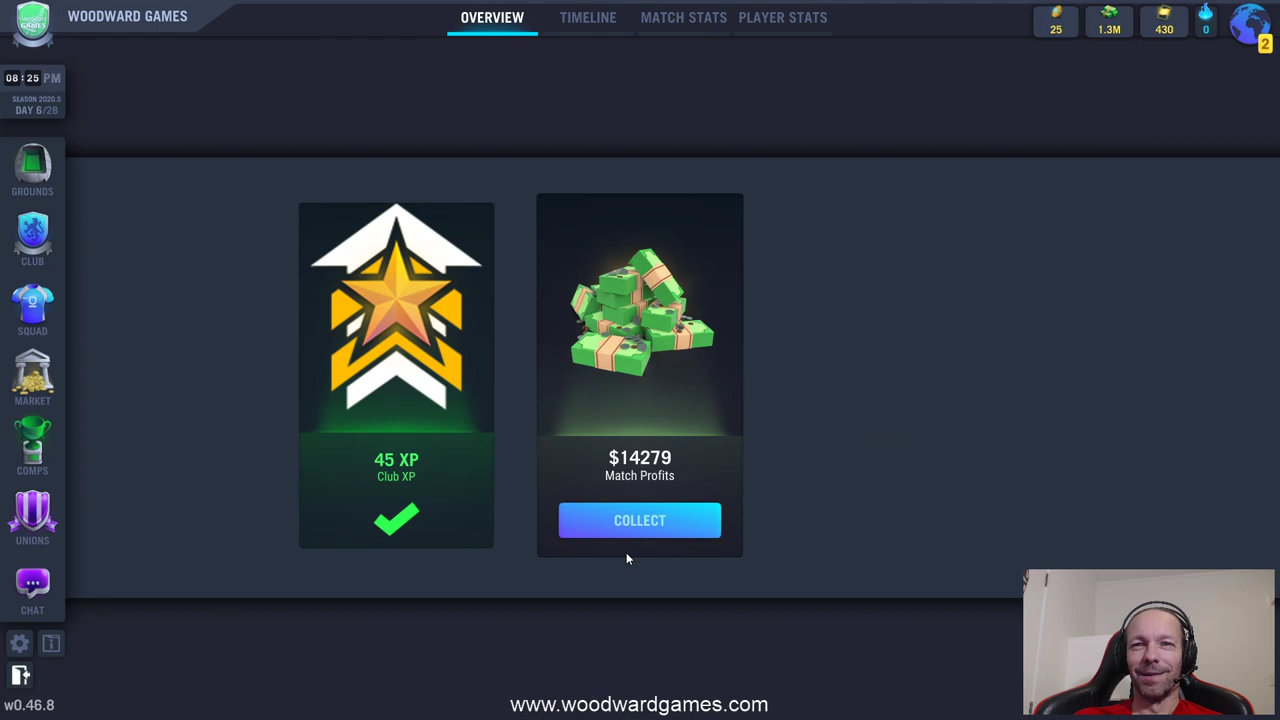 WOODWARD GAMES
OVERVIEW
TIMELINE
MATCH STATS
PLAYER STATS
25
1.3M
430
0
2
08:25 PM
SEASON 2020.5
DAY 6/28
GROUNDS
CLUB
SQUAD
MARKET
COMPS
UNIONS
CHAT
45 XP
Club XP
$14279
Match Profits
COLLECT
w0.46.8
www.woodwardgames.com